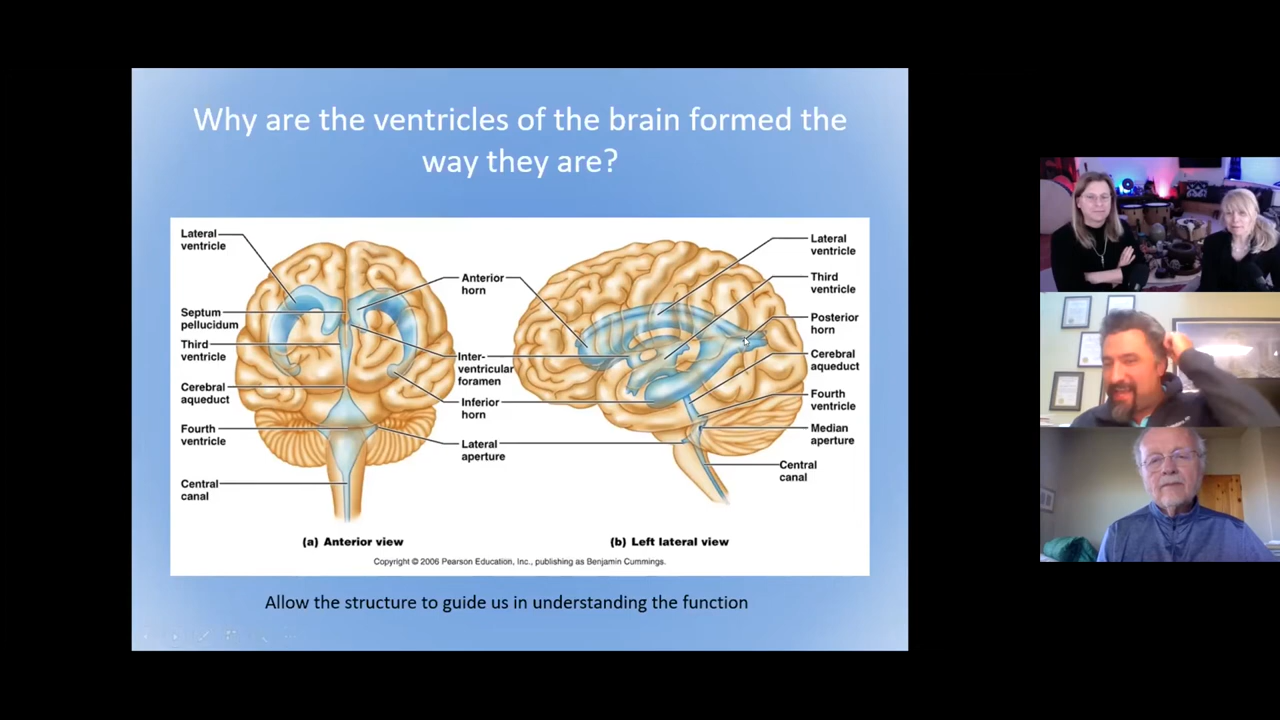 Why are the ventricles of the brain formed the
way they are?
Lateral
ventricle
Septum
pellucidum
Third
ventricle
Cerebral
aqueduct
Fourth
ventricle
Central
canal
Anterior
horn
Inter-
ventricular
foramen
Inferior
horn
Lateral
aperture
Lateral
ventricle
Third
ventricle
Posterior
horn
Cerebral
aqueduct
Fourth
ventricle
Median
aperture
Central
canal
(a) Anterior view
(b) Left lateral view
Copyright © 2006 Pearson Education, Inc., publishing as Benjamin Cummings.
Allow the structure to guide us in understanding the function